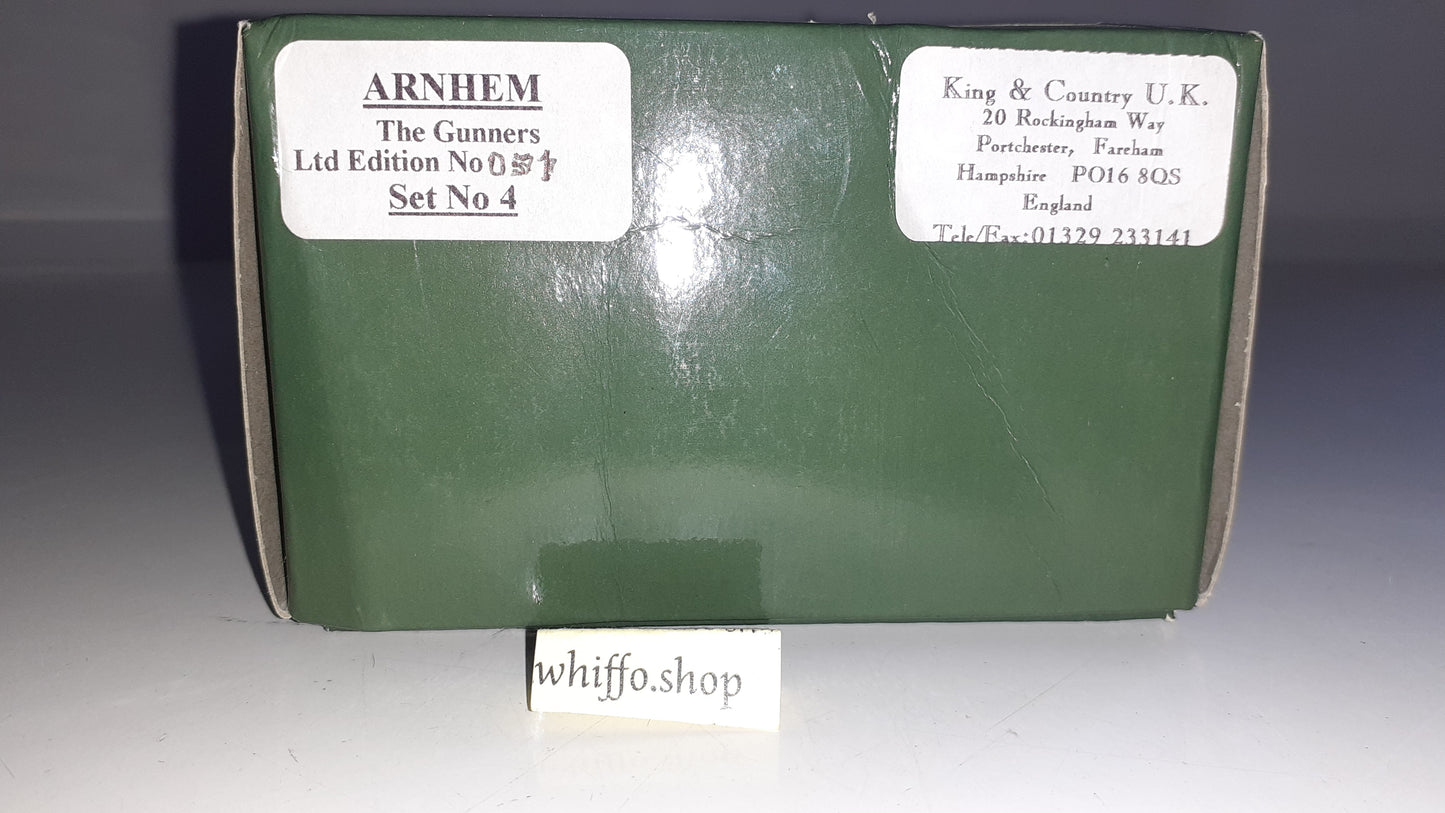 ARNHEM
The Gunners
Ltd Edition No 051
Set No 4
King & Country U.K.
20 Rockingham Way
Portchester, Fareham
Hampshire PO16 8QS
England
Tele/Fax:01329 233141
whiffo.shop